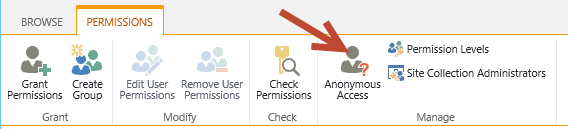 BROWSE PERMISSIONS
Grant Permissions
Create Group
Edit User Permissions
Remove User Permissions
Check Permissions
Anonymous Access
Permission Levels
Site Collection Administrators
Grant Modify Check Manage